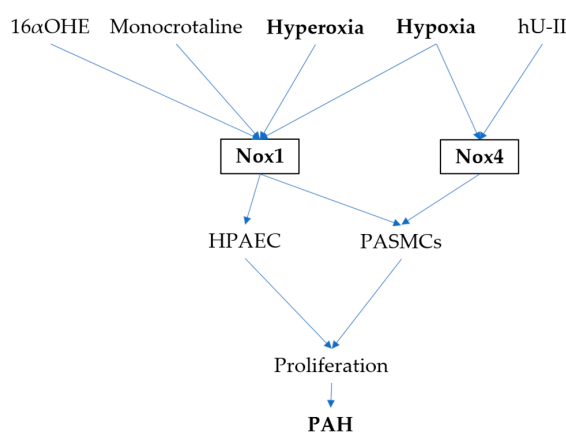 16αOHE Monocrotaline Hyperoxia Hypoxia hU-II
Nox1 Nox4
HPAEC PASMCs
Proliferation
PAH